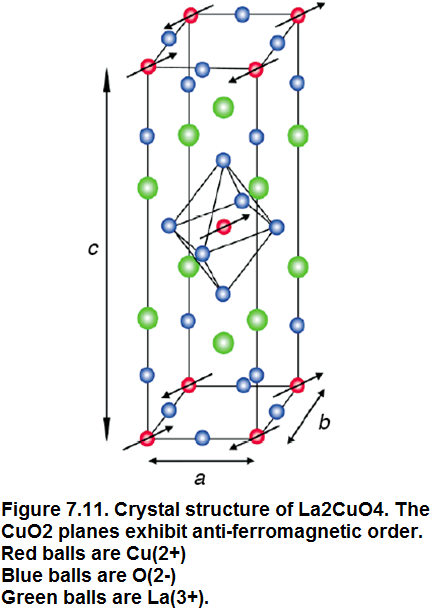 c
b
a
Figure 7.11. Crystal structure of La2CuO4. The
CuO2 planes exhibit anti-ferromagnetic order.
Red balls are Cu(2+)
Blue balls are O(2-)
Green balls are La(3+).